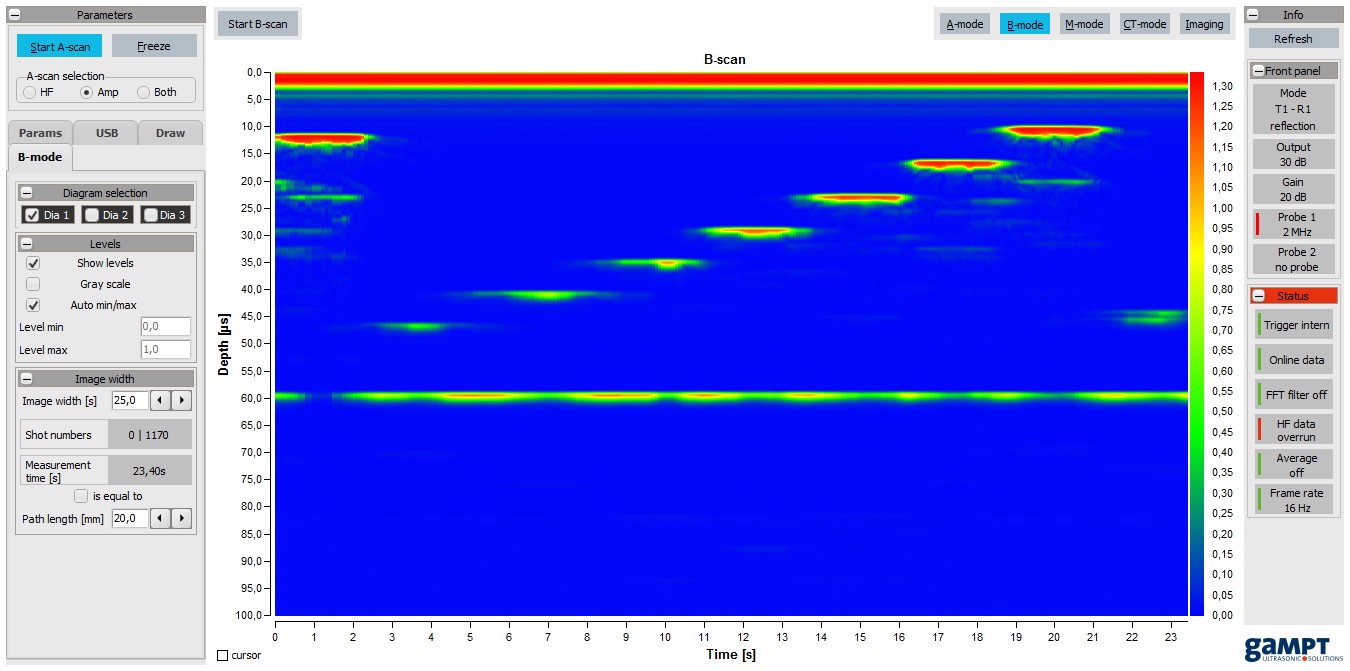 Parameters
Start A-scan
Freeze
A-scan selection
HF
Amp
Both
Params
USB
Draw
B-mode
Diagram selection
Dia 1
Dia 2
Dia 3
Levels
Show levels
Gray scale
Auto min/max
Level min
0,0
Level max
1,0
Image width
Image width [s]
25,0
Shot numbers
0 | 1170
Measurement
time [s]
23,40s
is equal to
Path length [mm]
20,0
Start B-scan
A-mode
B-mode
M-mode
CT-mode
Imaging
B-scan
0,0
5,0
10,0
15,0
20,0
25,0
30,0
35,0
40,0
45,0
50,0
55,0
60,0
65,0
70,0
75,0
80,0
85,0
90,0
95,0
100,0
Depth [µs]
0 1 2 3 4 5 6 7 8 9 10 11 12 13 14 15 16 17 18 19 20 21 22 23
Time [s]
cursor
1,30
1,25
1,20
1,15
1,10
1,05
1,00
0,95
0,90
0,85
0,80
0,75
0,70
0,65
0,60
0,55
0,50
0,45
0,40
0,35
0,30
0,25
0,20
0,15
0,10
0,05
0,00
Info
Refresh
Front panel
Mode
T1 - R1
reflection
Output
30 dB
Gain
20 dB
Probe 1
2 MHz
Probe 2
no probe
Status
Trigger intern
Online data
FFT filter off
HF data
overrun
Average
off
Frame rate
16 Hz
gAMPT
ULTRASONIC SOLUTIONS